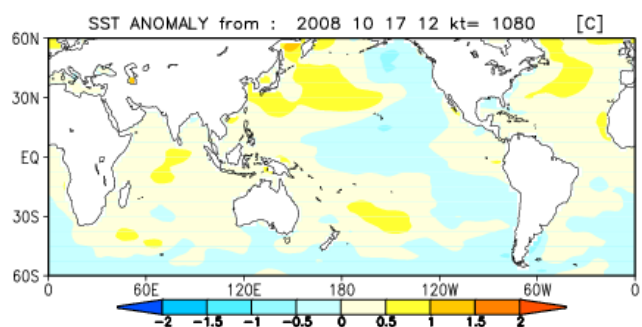 SST ANOMALY from : 2008 10 17 12 kt= 1080 [C]
60N
30N
EQ
30S
60S
0 60E 120E 180 120W 60W 0
-2 -1.5 -1 -0.5 0 0.5 1 1.5 2